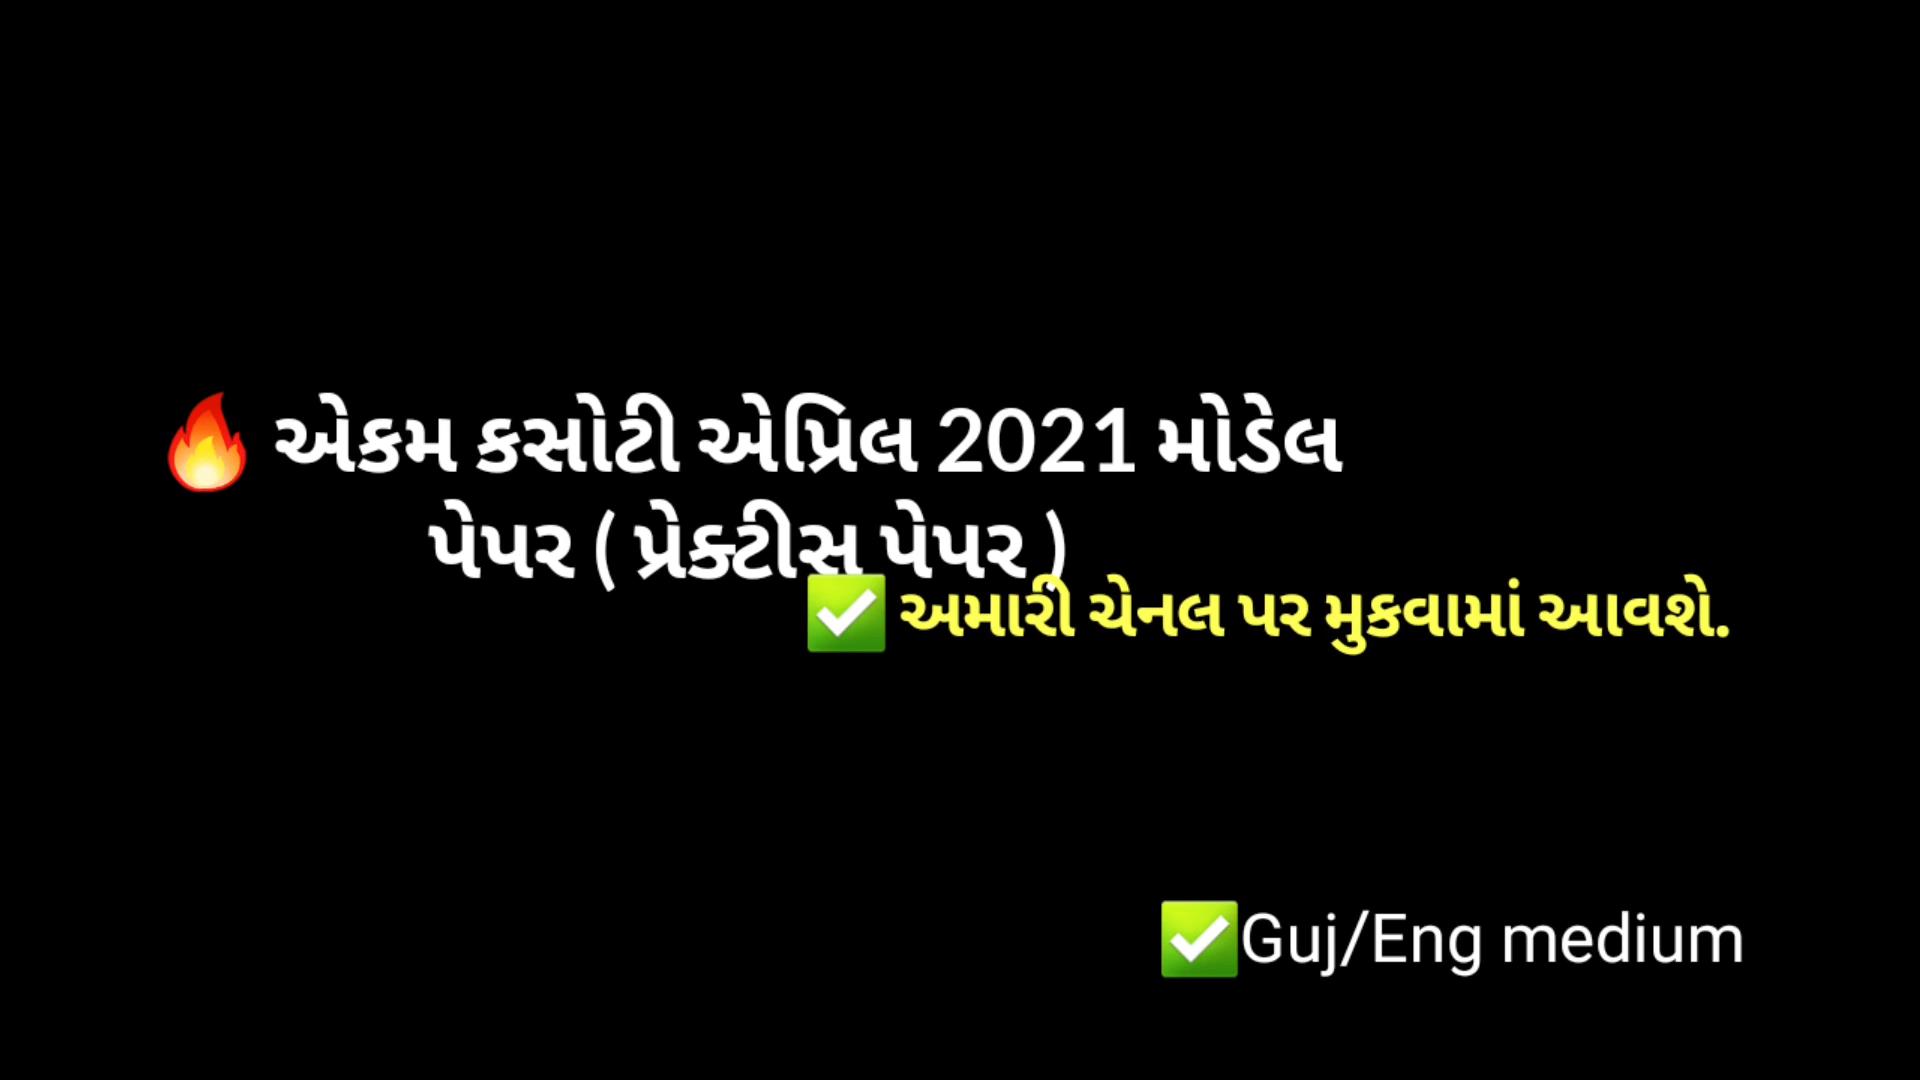 🔥 એકમ કસોટી એપ્રિલ 2021 મોડેલ
પેપર ( પ્રેક્ટીસ પેપર )
✅ અમારી ચેનલ પર મુકવામાં આવશે.
✅Guj/Eng medium